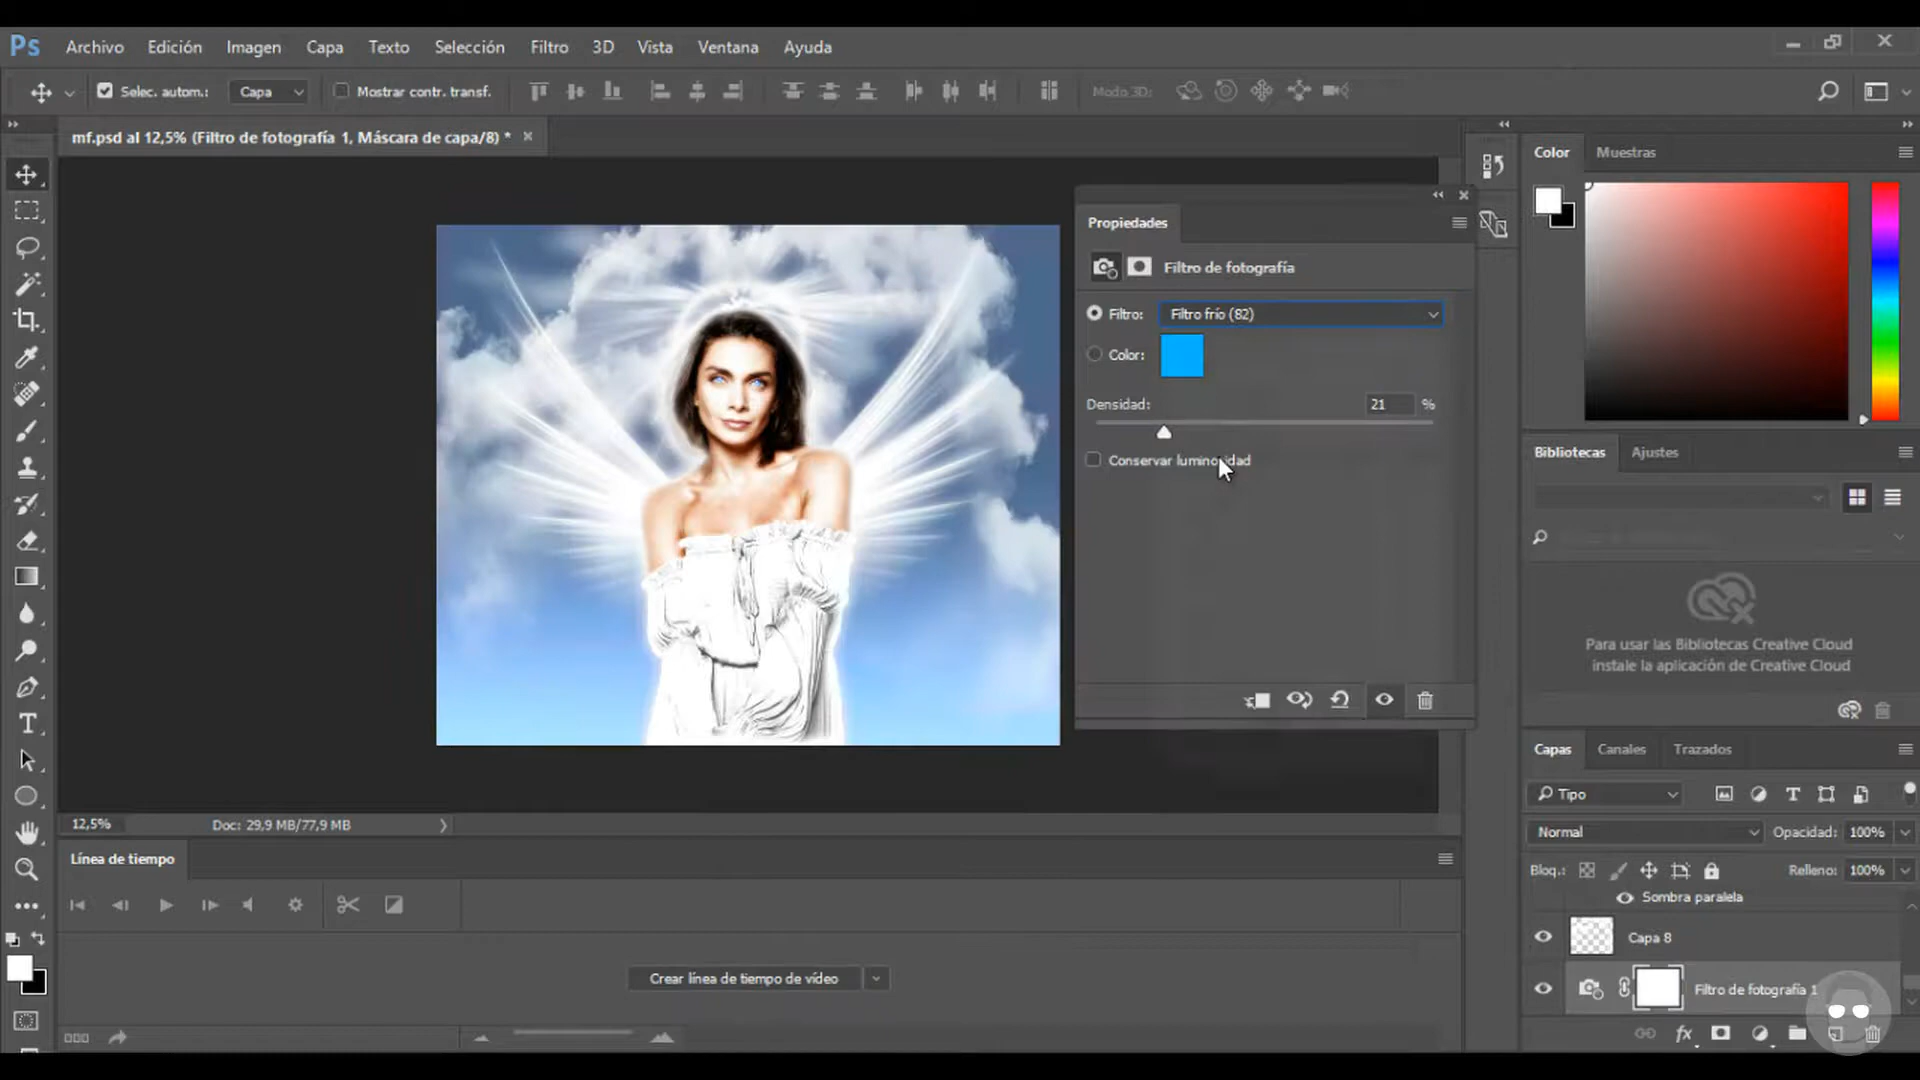 Ps Archivo Edición Imagen Capa Texto Selección Filtro 3D Vista Ventana Ayuda
Selec. autom.: Capa Mostrar contr. transf. Modo 3D:
mf.psd al 12,5% (Filtro de fotografía 1, Máscara de capa/8) * ×
Color Muestras
Propiedades
Filtro de fotografía
Filtro: Filtro frío (82)
Color:
Densidad: 21 %
Conservar luminosidad
Bibliotecas Ajustes
Para usar las Bibliotecas Creative Cloud
instale la aplicación de Creative Cloud
Capas Canales Trazados
Tipo
Normal Opacidad: 100%
Bloq.: Relleno: 100%
Sombra paralela
Capa 8
Filtro de fotografía 1
12,5% Doc: 29,9 MB/77,9 MB
Línea de tiempo
Crear línea de tiempo de vídeo